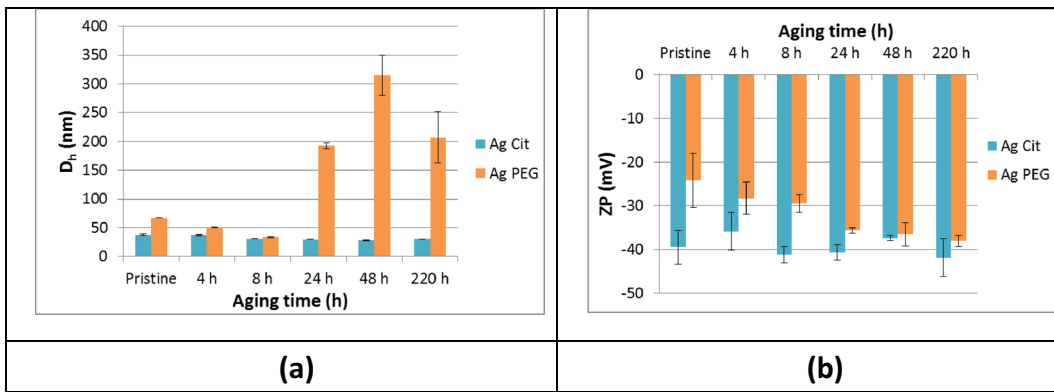 400
350
300
250
200
150
100
50
0
D_h (nm)
Pristine 4 h 8 h 24 h 48 h 220 h
Aging time (h)
Ag Cit
Ag PEG
Aging time (h)
Pristine 4 h 8 h 24 h 48 h 220 h
0
-10
-20
-30
-40
-50
ZP (mV)
Ag Cit
Ag PEG
(a)
(b)